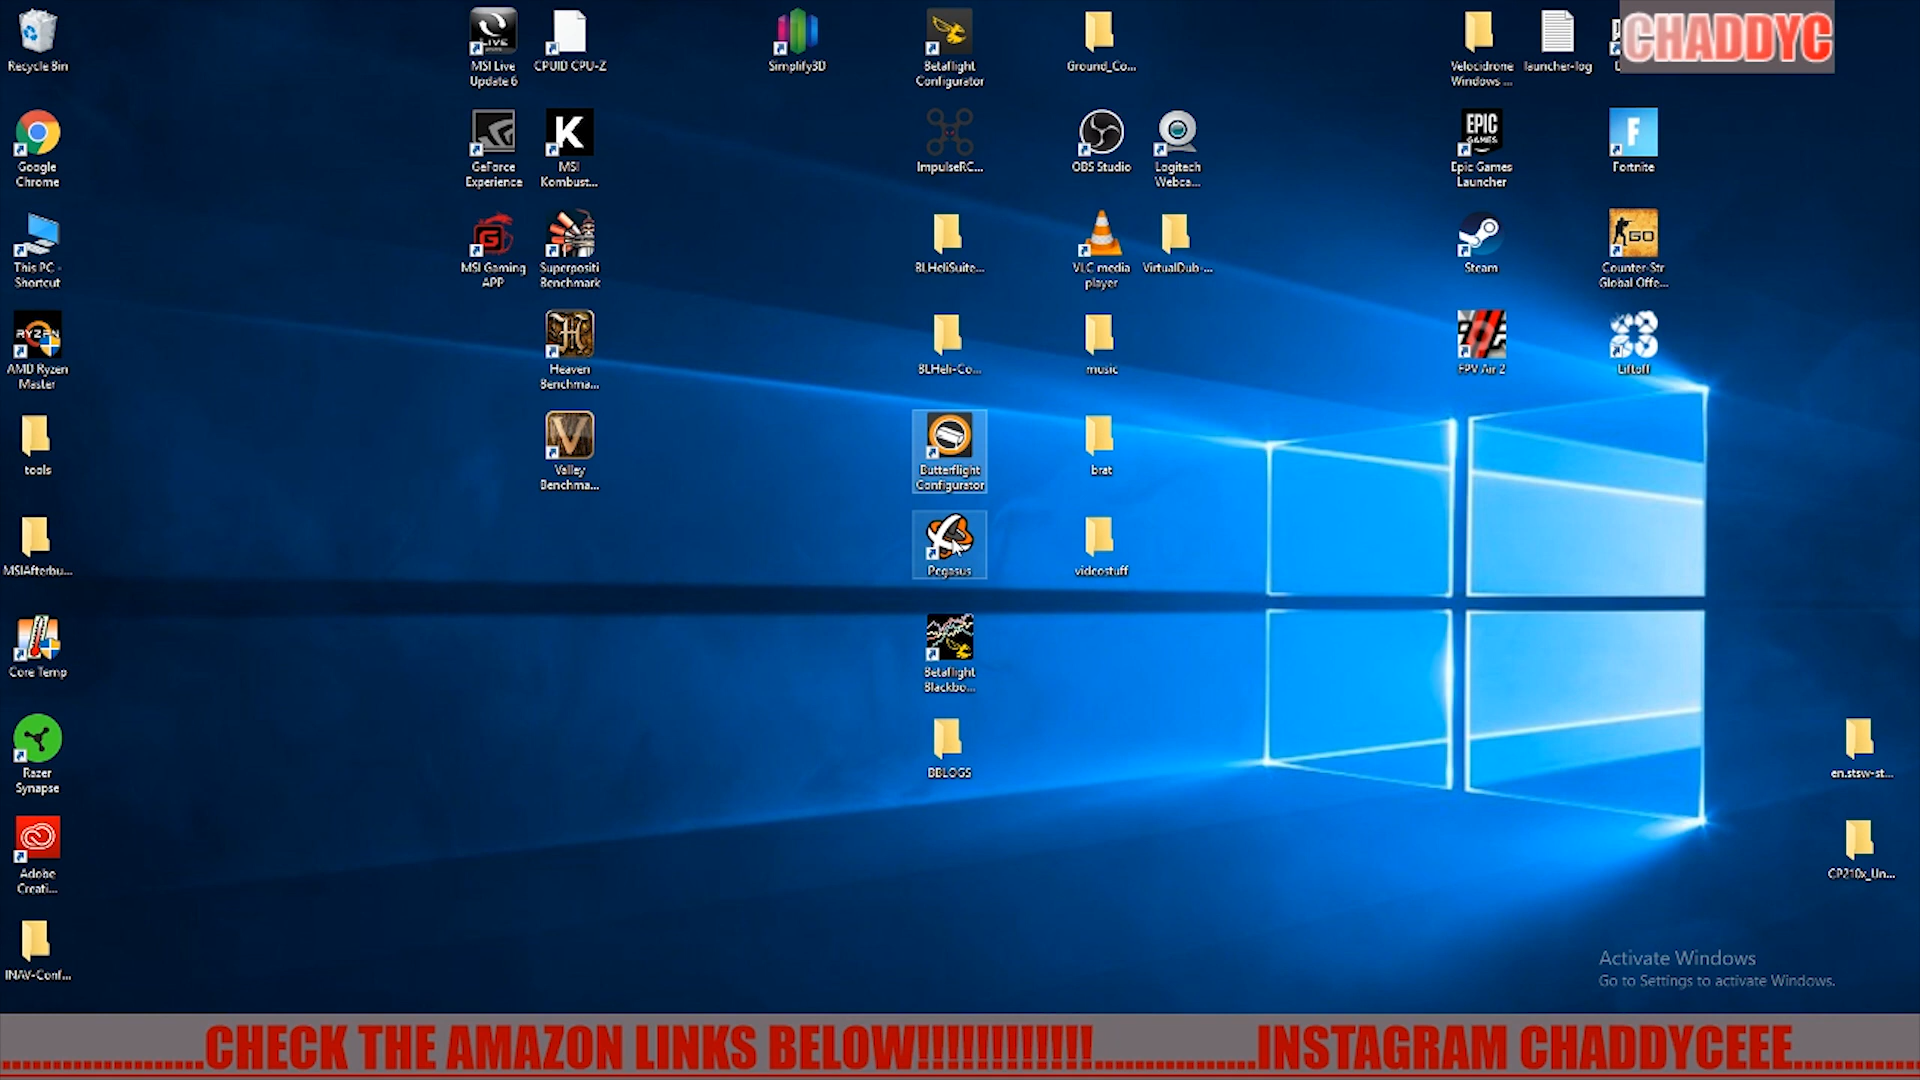 Recycle Bin
MSI Live
Update 6
CPUID CPU-Z
Simplify3D
Betaflight
Configurator
Ground_Co...
Velocidrone
Windows ...
launcher-log
CHADDYC
Google
Chrome
GeForce
Experience
MSI
Kombust...
ImpulseRC...
OBS Studio
Logitech
Webca...
EPIC
GAMES
Epic Games
Launcher
Fortnite
This PC -
Shortcut
MSI Gaming
APP
Superpositi
Benchmark
BLHeliSuite...
VLC media
player
VirtualDub-...
Steam
GO
Counter-Str
Global Offe...
RYZEN
AMD Ryzen
Master
Heaven
Benchma...
BLHeli-Co...
music
FPV Air 2
Liftoff
tools
Valley
Benchma...
Butterflight
Configurator
brat
MSIAfterbu...
Pegasus
videostuff
Core Temp
Betaflight
Blackbo...
Razer
Synapse
BBLOGS
en.stsw-st...
Adobe
Creati...
CP210x_Un...
INAV-Conf...
Activate Windows
Go to Settings to activate Windows.
....................CHECK THE AMAZON LINKS BELOW!!!!!!!!!!!!!................INSTAGRAM CHADDYCEEE.............